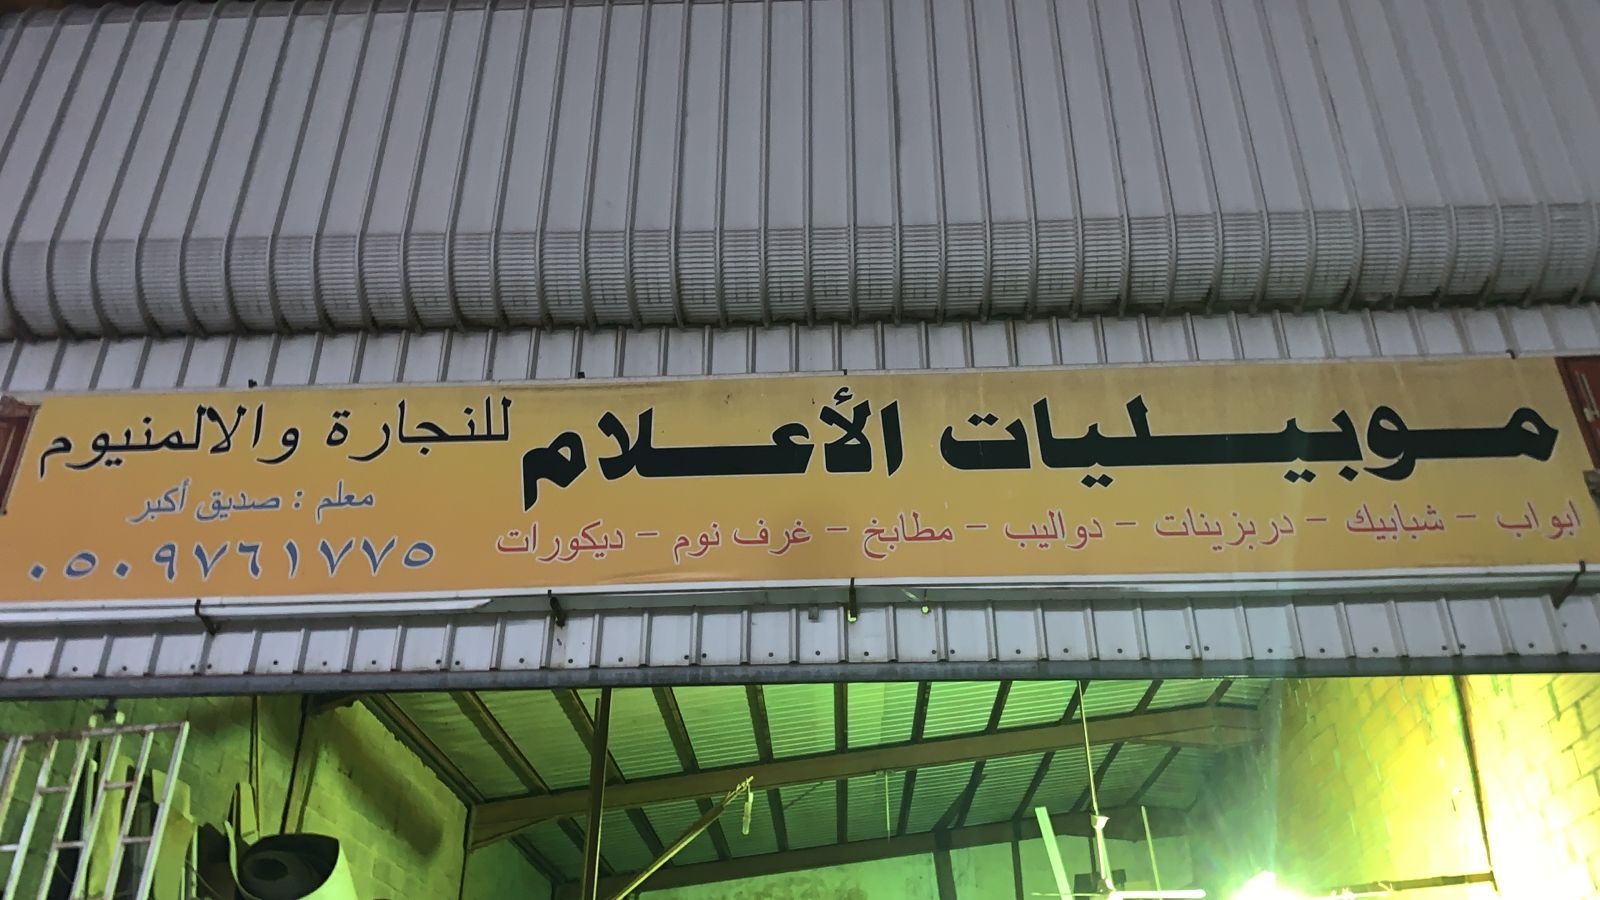 موبيليات الأعلام للنجارة والالمنيوم
ابواب - شبابيك - دربزينات - دواليب - مطابخ - غرف نوم - ديكورات
معلم : صديق أكبر
٠٥٠٩٧٦١٧٧٥